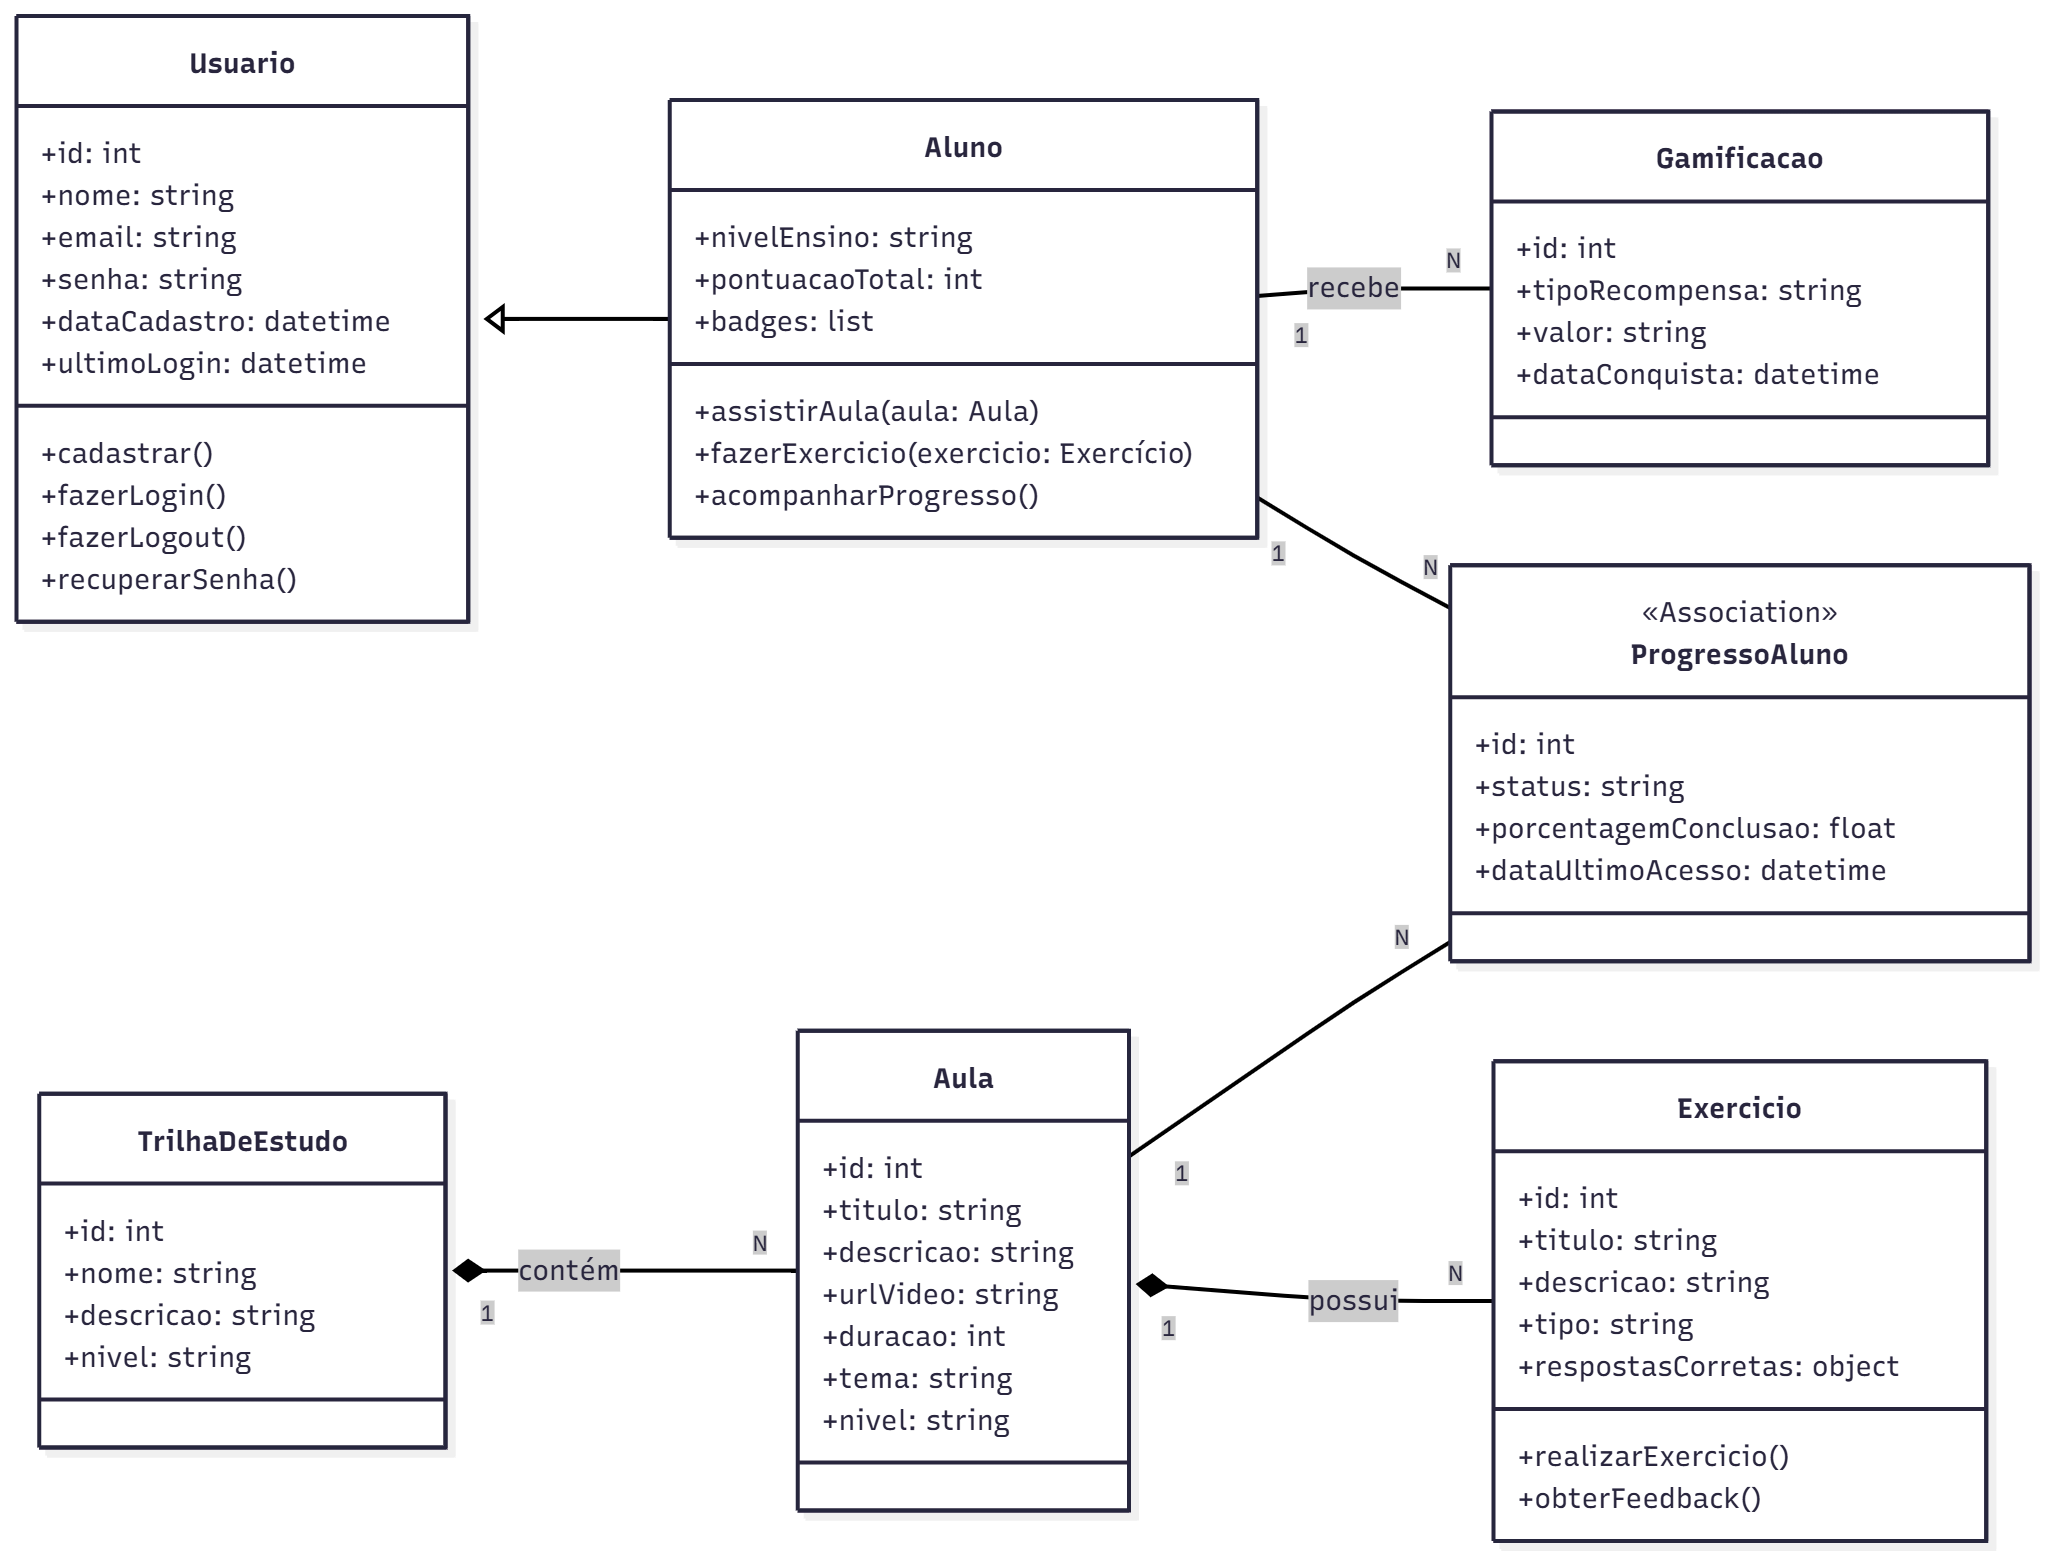 Usuario
+id: int
+nome: string
+email: string
+senha: string
+dataCadastro: datetime
+ultimoLogin: datetime
+cadastrar()
+fazerLogin()
+fazerLogout()
+recuperarSenha()
Aluno
+nivelEnsino: string
+pontuacaoTotal: int
+badges: list
+assistirAula(aula: Aula)
+fazerExercicio(exercicio: Exercício)
+acompanharProgresso()
recebe
1
N
Gamificacao
+id: int
+tipoRecompensa: string
+valor: string
+dataConquista: datetime
1
N
«Association»
ProgressoAluno
+id: int
+status: string
+porcentagemConclusao: float
+dataUltimoAcesso: datetime
N
1
TrilhaDeEstudo
+id: int
+nome: string
+descricao: string
+nivel: string
contém
1
N
Aula
+id: int
+titulo: string
+descricao: string
+urlVideo: string
+duracao: int
+tema: string
+nivel: string
possui
1
N
Exercicio
+id: int
+titulo: string
+descricao: string
+tipo: string
+respostasCorretas: object
+realizarExercicio()
+obterFeedback()